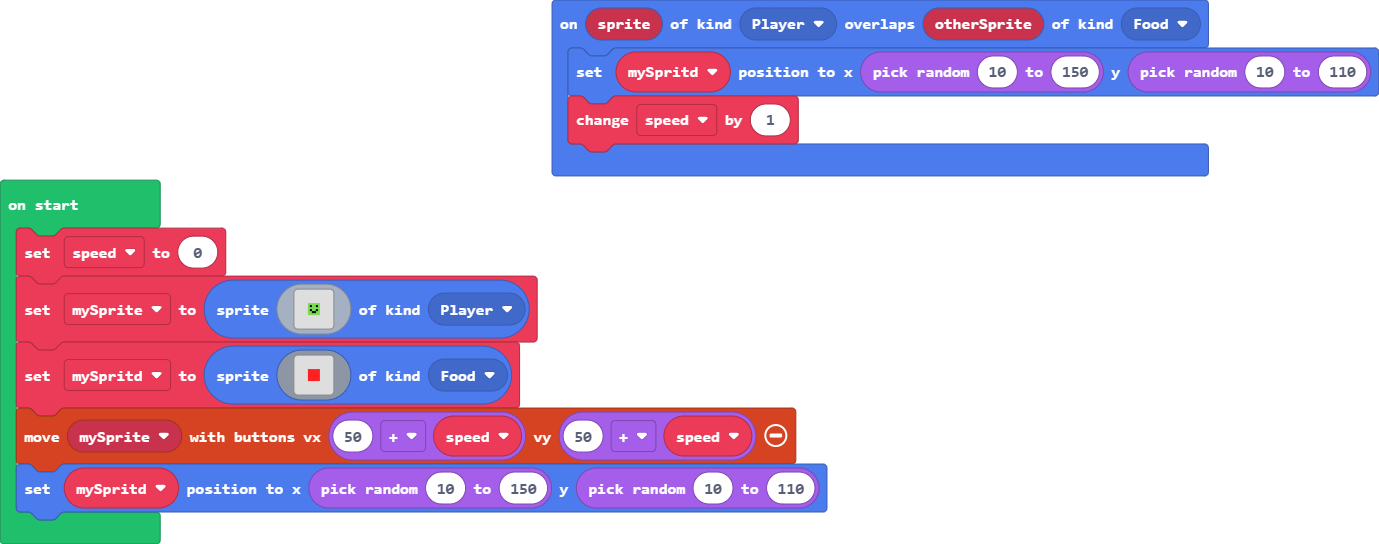 on sprite of kind Player overlaps otherSprite of kind Food
set mySpritd position to x pick random 10 to 150 y pick random 10 to 110
change speed by 1
on start
set speed to 0
set mySprite to sprite of kind Player
set mySpritd to sprite of kind Food
move mySprite with buttons vx 50 + speed vy 50 + speed
set mySpritd position to x pick random 10 to 150 y pick random 10 to 110